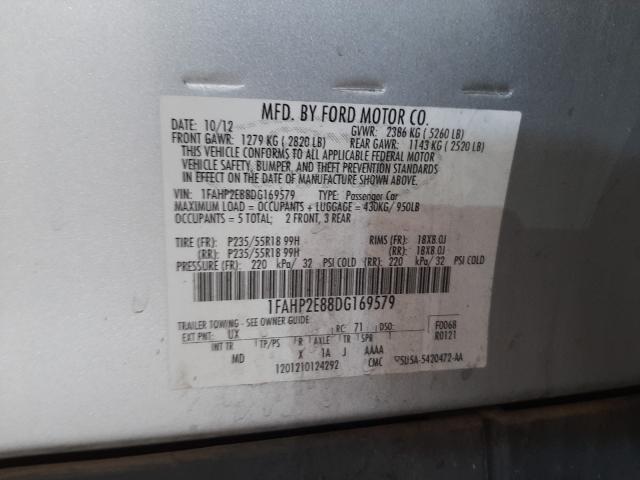 MFD. BY FORD MOTOR CO.
DATE: 10/12 GVWR: 2386 KG ( 5260 LB)
FRONT GAWR: 1279 KG ( 2820 LB) REAR GAWR: 1143 KG ( 2520 LB)
THIS VEHICLE CONFORMS TO ALL APPLICABLE FEDERAL MOTOR
VEHICLE SAFETY, BUMPER, AND THEFT PREVENTION STANDARDS
IN EFFECT ON THE DATE OF MANUFACTURE SHOWN ABOVE.
VIN: 1FAHP2E88DG169579 TYPE: Passenger Car
MAXIMUM LOAD = OCCUPANTS + LUGGAGE = 430KG/ 950LB
OCCUPANTS = 5 TOTAL; 2 FRONT, 3 REAR
TIRE (FR): P235/55R18 99H RIMS (FR): 18X8.0J
(RR): P235/55R18 99H (RR): 18X8.0J
PRESSURE (FR): 220 kPa/ 32 PSI COLD (RR): 220 kPa/ 32 PSI COLD
1FAHP2E88DG169579
TRAILER TOWING - SEE OWNER GUIDE.
EXT PNT: UX RC: 71 DSO: F0068
INT TR TP/PS R AXLE TR SPR R0121
MD X 1A J AAAA
1201210124292 CMC 5U5A-5420472-AA